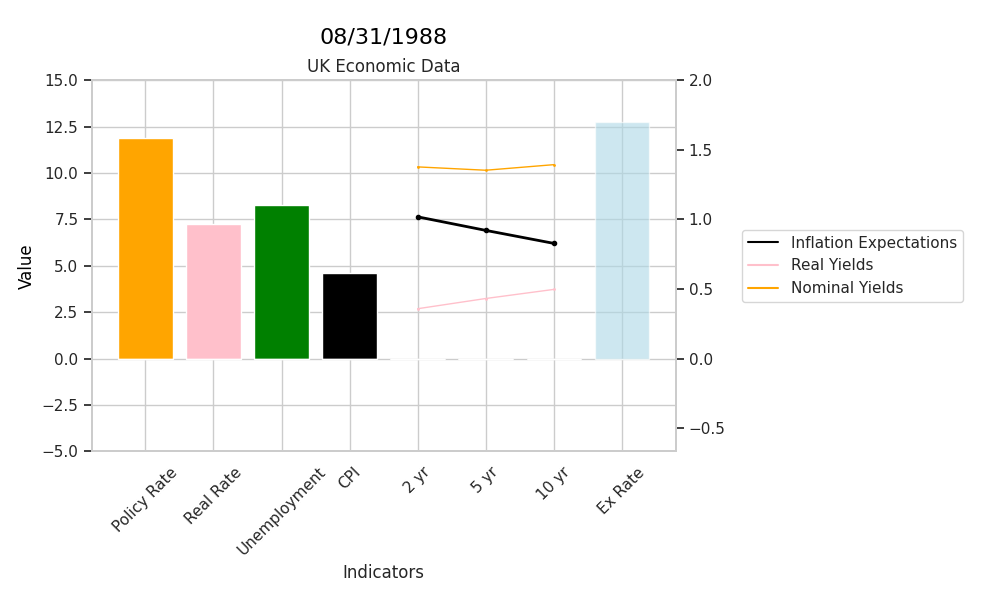 08/31/1988
UK Economic Data
15.0
12.5
10.0
7.5
5.0
2.5
0.0
−2.5
−5.0
Value
2.0
1.5
1.0
0.5
0.0
−0.5
Inflation Expectations
Real Yields
Nominal Yields
Policy Rate
Real Rate
Unemployment
CPI
2 yr
5 yr
10 yr
Ex Rate
Indicators